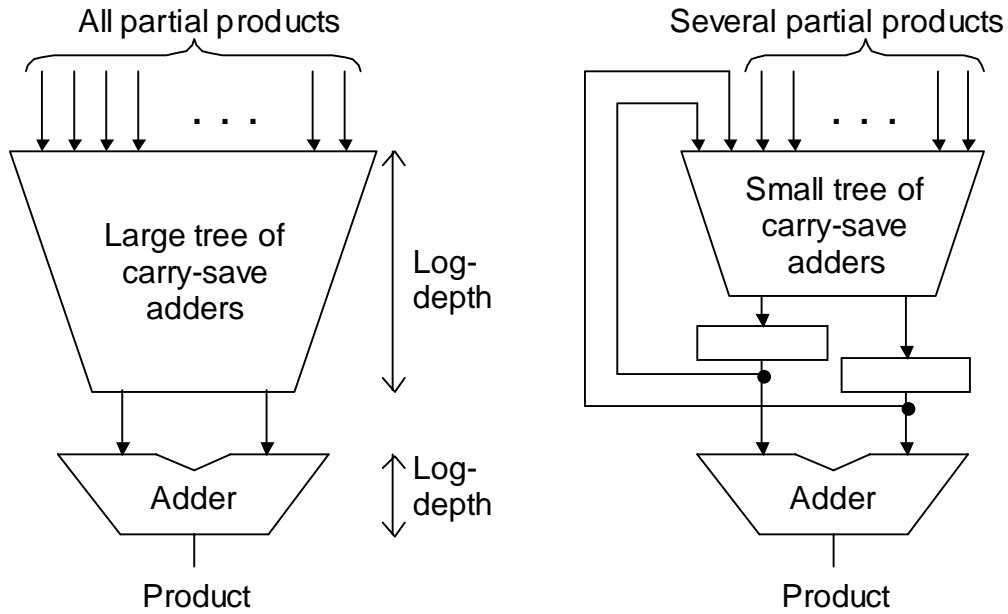 All partial products
. . .
Large tree of
carry-save
adders
Log-
depth
Adder
Log-
depth
Product
Several partial products
. . .
Small tree of
carry-save
adders
Adder
Product